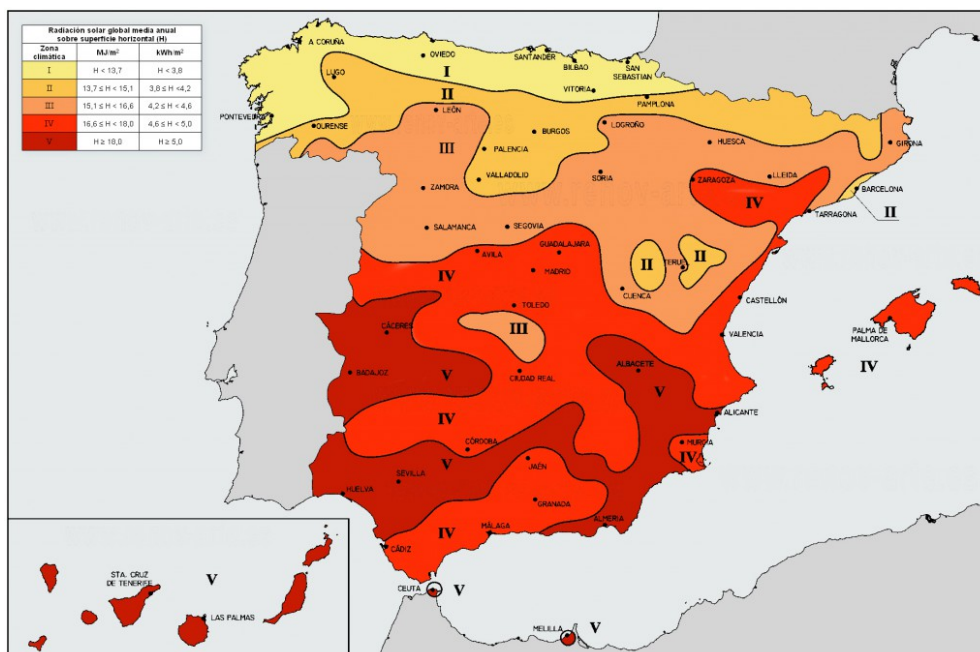 Radiación solar global media anual
sobre superficie horizontal (H)
Zona climática MJ/m² kWh/m²
I H < 13,7 H < 3,8
II 13,7 ≤ H < 15,1 3,8 ≤ H <4,2
III 15,1 ≤ H < 16,6 4,2 ≤ H < 4,6
IV 16,6 ≤ H < 18,0 4,6 ≤ H < 5,0
V H ≥ 18,0 H ≥ 5,0
A CORUÑA
OVIEDO
SANTANDER
BILBAO
SAN
SEBASTIAN
I
LUGO
II
VITORIA
PAMPLONA
PONTEVEDRA
OURENSE
LEÓN
III
BURGOS
LOGROÑO
PALENCIA
HUESCA
GIRONA
VALLADOLID
ZAMORA
SORIA
ZARAGOZA
LLEIDA
IV
BARCELONA
II
TARRAGONA
SALAMANCA
SEGOVIA
AVILA
GUADALAJARA
IV
MADRID
II
TERUEL
II
CUENCA
CASTELLÓN
TOLEDO
III
CÁCERES
VALENCIA
PALMA DE
MALLORCA
IV
BADAJOZ
V
CIUDAD REAL
ALBACETE
V
ALICANTE
IV
CÓRDOBA
MURCIA
IV
V
JAÉN
SEVILLA
HUELVA
GRANADA
IV
MÁLAGA
ALMERIA
CÁDIZ
CEUTA
V
MELILLA
V
STA. CRUZ
DE TENERIFE
V
LAS PALMAS